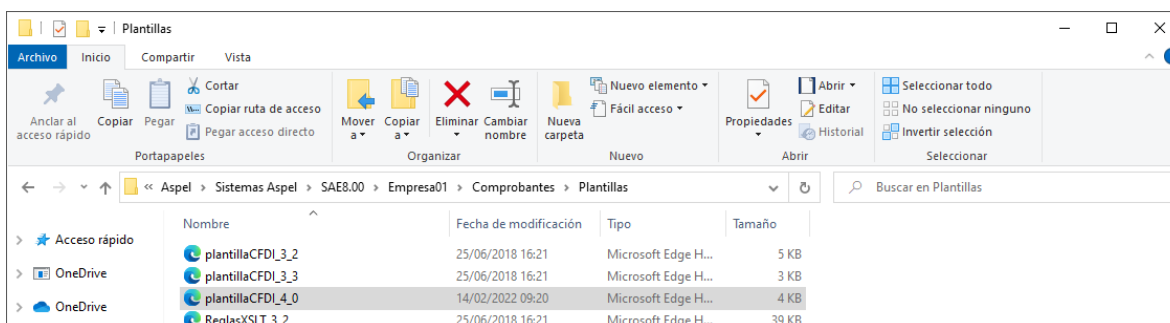 Plantillas
Archivo Inicio Compartir Vista
Anclar al acceso rápido
Copiar
Pegar
Cortar
Copiar ruta de acceso
Pegar acceso directo
Portapapeles
Mover a
Copiar a
Eliminar
Cambiar nombre
Organizar
Nueva carpeta
Nuevo elemento
Fácil acceso
Nuevo
Propiedades
Abrir
Editar
Historial
Abrir
Seleccionar todo
No seleccionar ninguno
Invertir selección
Seleccionar
« Aspel > Sistemas Aspel > SAE8.00 > Empresa01 > Comprobantes > Plantillas
Buscar en Plantillas
Acceso rápido
OneDrive
OneDrive
Nombre Fecha de modificación Tipo Tamaño
plantillaCFDI_3_2 25/06/2018 16:21 Microsoft Edge H... 5 KB
plantillaCFDI_3_3 25/06/2018 16:21 Microsoft Edge H... 3 KB
plantillaCFDI_4_0 14/02/2022 09:20 Microsoft Edge H... 4 KB
ReglasXSLT_3_2 25/06/2018 16:21 Microsoft Edge H... 39 KB